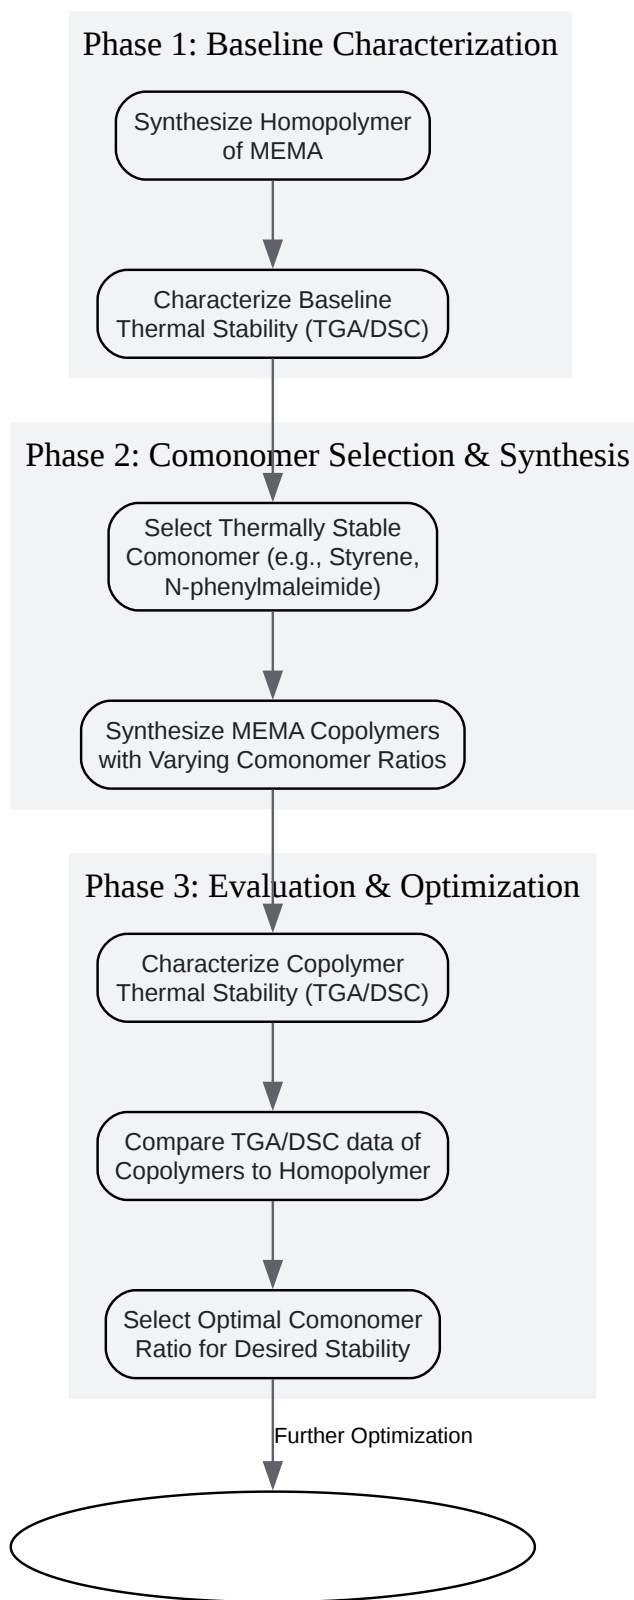 Phase 1: Baseline Characterization
Synthesize Homopolymer
of MEMA
Characterize Baseline
Thermal Stability (TGA/DSC)
Phase 2: Comonomer Selection & Synthesis
Select Thermally Stable
Comonomer (e.g., Styrene,
N-phenylmaleimide)
Synthesize MEMA Copolymers
with Varying Comonomer Ratios
Phase 3: Evaluation & Optimization
Characterize Copolymer
Thermal Stability (TGA/DSC)
Compare TGA/DSC data of
Copolymers to Homopolymer
Select Optimal Comonomer
Ratio for Desired Stability
Further Optimization